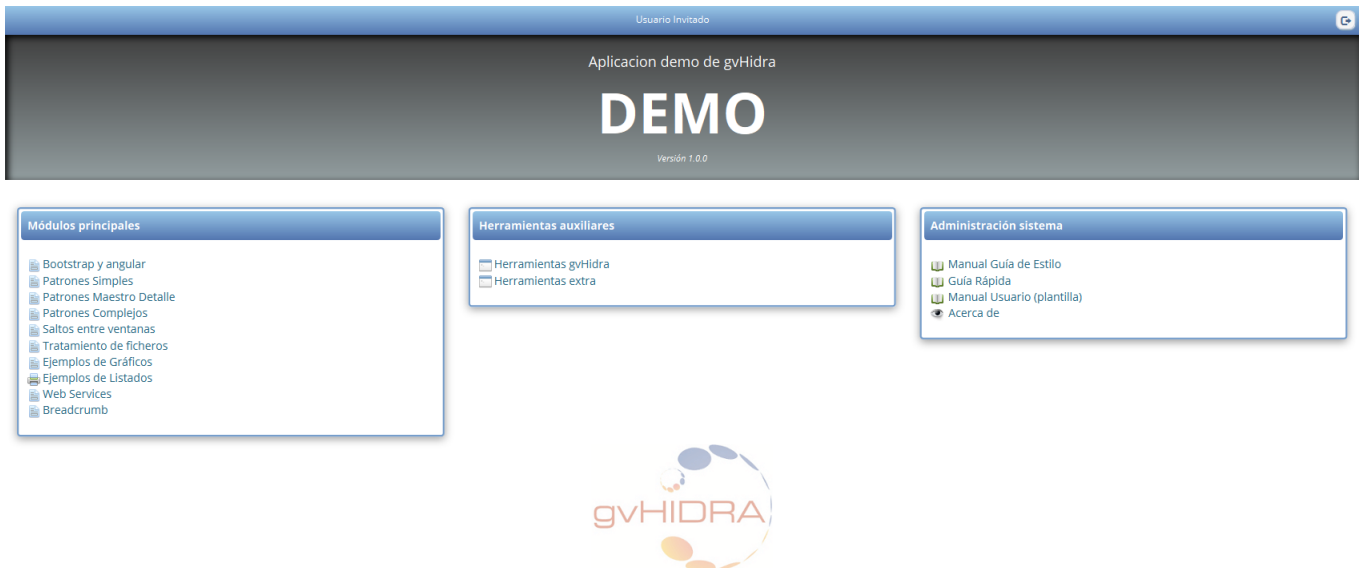 Usuario Invitado
Aplicacion demo de gvHidra
DEMO
Versión 1.0.0
Módulos principales
Bootstrap y angular
Patrones Simples
Patrones Maestro Detalle
Patrones Complejos
Saltos entre ventanas
Tratamiento de ficheros
Ejemplos de Gráficos
Ejemplos de Listados
Web Services
Breadcrumb
Herramientas auxiliares
Herramientas gvHidra
Herramientas extra
Administración sistema
Manual Guía de Estilo
Guía Rápida
Manual Usuario (plantilla)
Acerca de
gvHIDRA